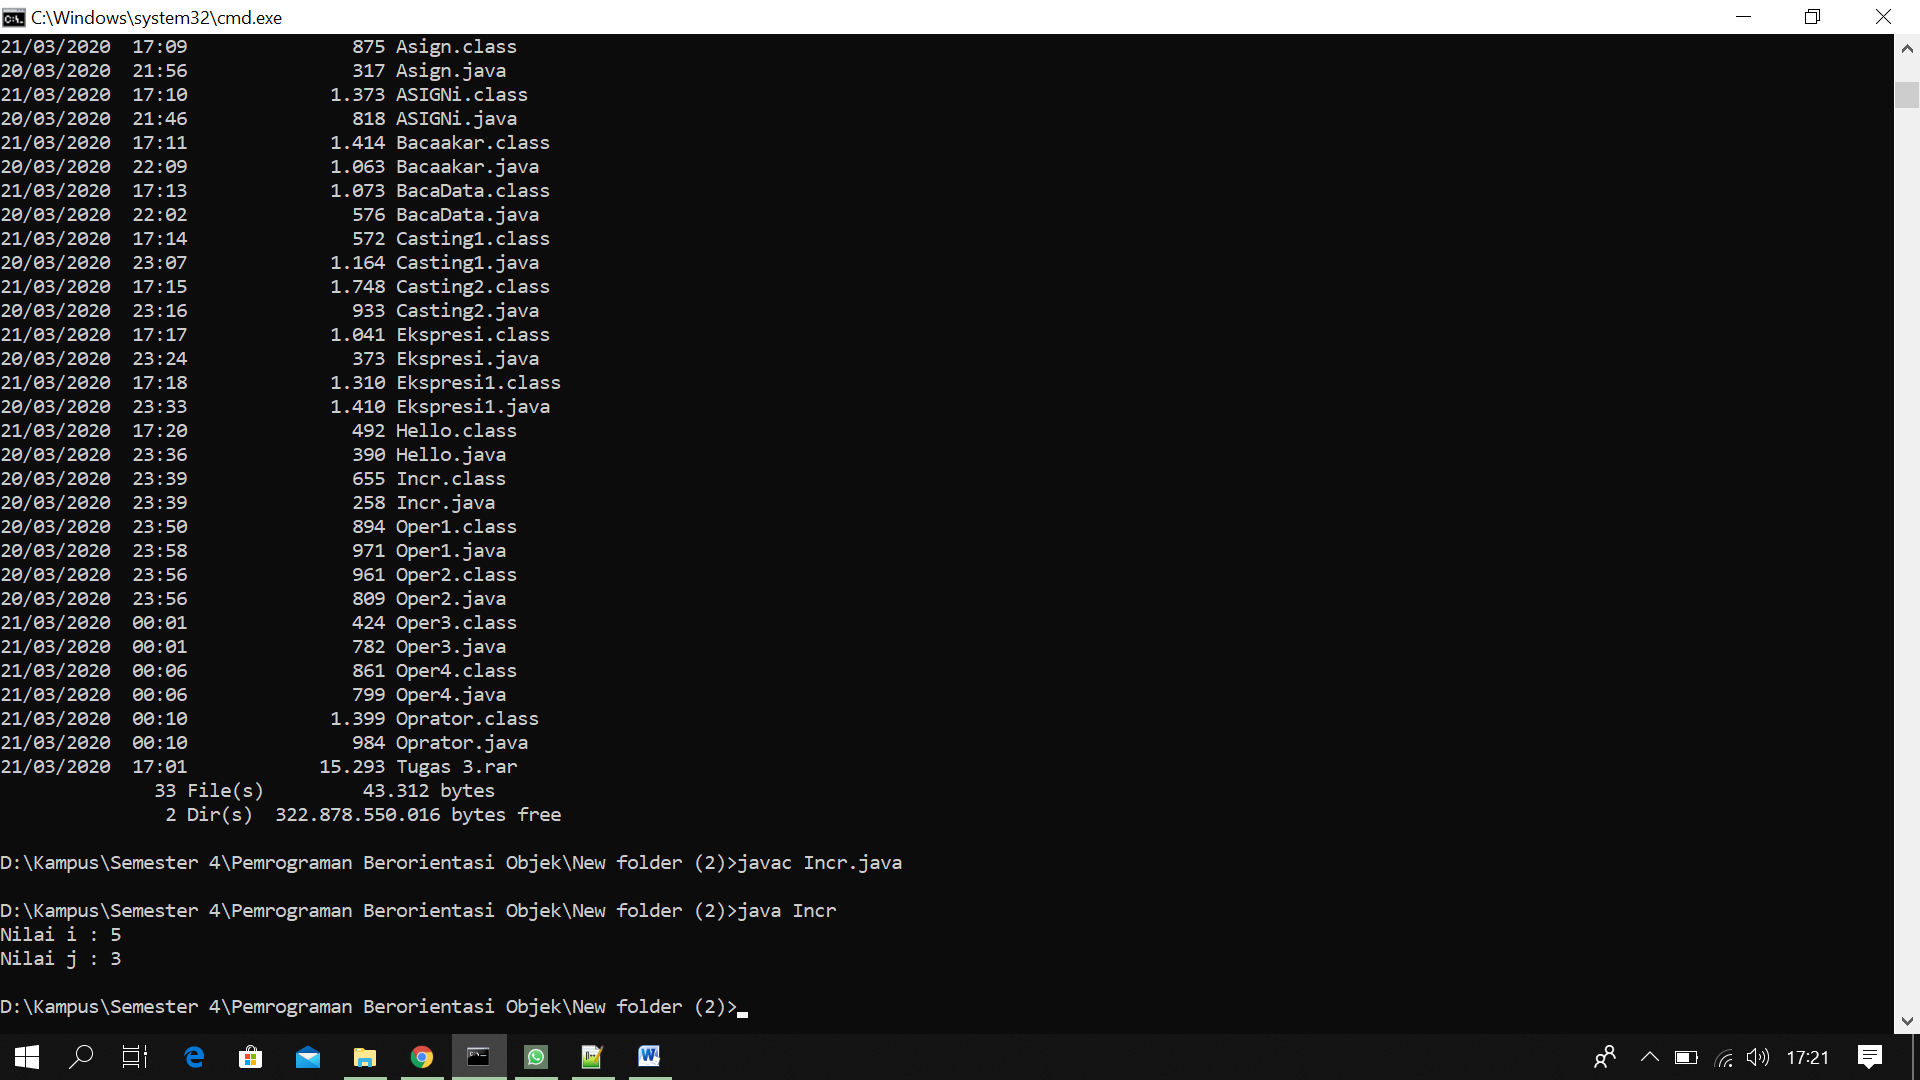 C:\Windows\system32\cmd.exe
21/03/2020  17:09               875 Asign.class
20/03/2020  21:56               317 Asign.java
21/03/2020  17:10             1.373 ASIGNi.class
20/03/2020  21:46               818 ASIGNi.java
21/03/2020  17:11             1.414 Bacaakar.class
20/03/2020  22:09             1.063 Bacaakar.java
21/03/2020  17:13             1.073 BacaData.class
20/03/2020  22:02               576 BacaData.java
21/03/2020  17:14               572 Casting1.class
20/03/2020  23:07             1.164 Casting1.java
21/03/2020  17:15             1.748 Casting2.class
20/03/2020  23:16               933 Casting2.java
21/03/2020  17:17             1.041 Ekspresi.class
20/03/2020  23:24               373 Ekspresi.java
21/03/2020  17:18             1.310 Ekspresi1.class
20/03/2020  23:33             1.410 Ekspresi1.java
21/03/2020  17:20               492 Hello.class
20/03/2020  23:36               390 Hello.java
20/03/2020  23:39               655 Incr.class
20/03/2020  23:39               258 Incr.java
20/03/2020  23:50               894 Oper1.class
20/03/2020  23:58               971 Oper1.java
20/03/2020  23:56               961 Oper2.class
20/03/2020  23:56               809 Oper2.java
21/03/2020  00:01               424 Oper3.class
21/03/2020  00:01               782 Oper3.java
21/03/2020  00:06               861 Oper4.class
21/03/2020  00:06               799 Oper4.java
21/03/2020  00:10             1.399 Oprator.class
21/03/2020  00:10               984 Oprator.java
21/03/2020  17:01            15.293 Tugas 3.rar
33 File(s)         43.312 bytes
2 Dir(s)  322.878.550.016 bytes free
D:\Kampus\Semester 4\Pemrograman Berorientasi Objek\New folder (2)>javac Incr.java
D:\Kampus\Semester 4\Pemrograman Berorientasi Objek\New folder (2)>java Incr
Nilai i : 5
Nilai j : 3
D:\Kampus\Semester 4\Pemrograman Berorientasi Objek\New folder (2)>
17:21